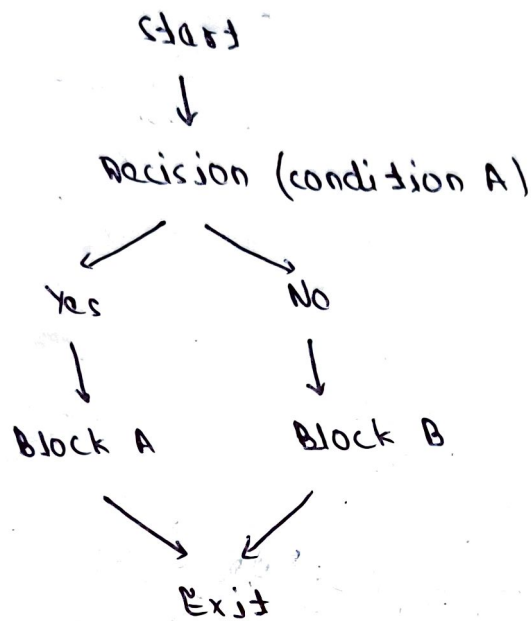 Start
Decision (condition A)
Yes No
Block A Block B
Exit